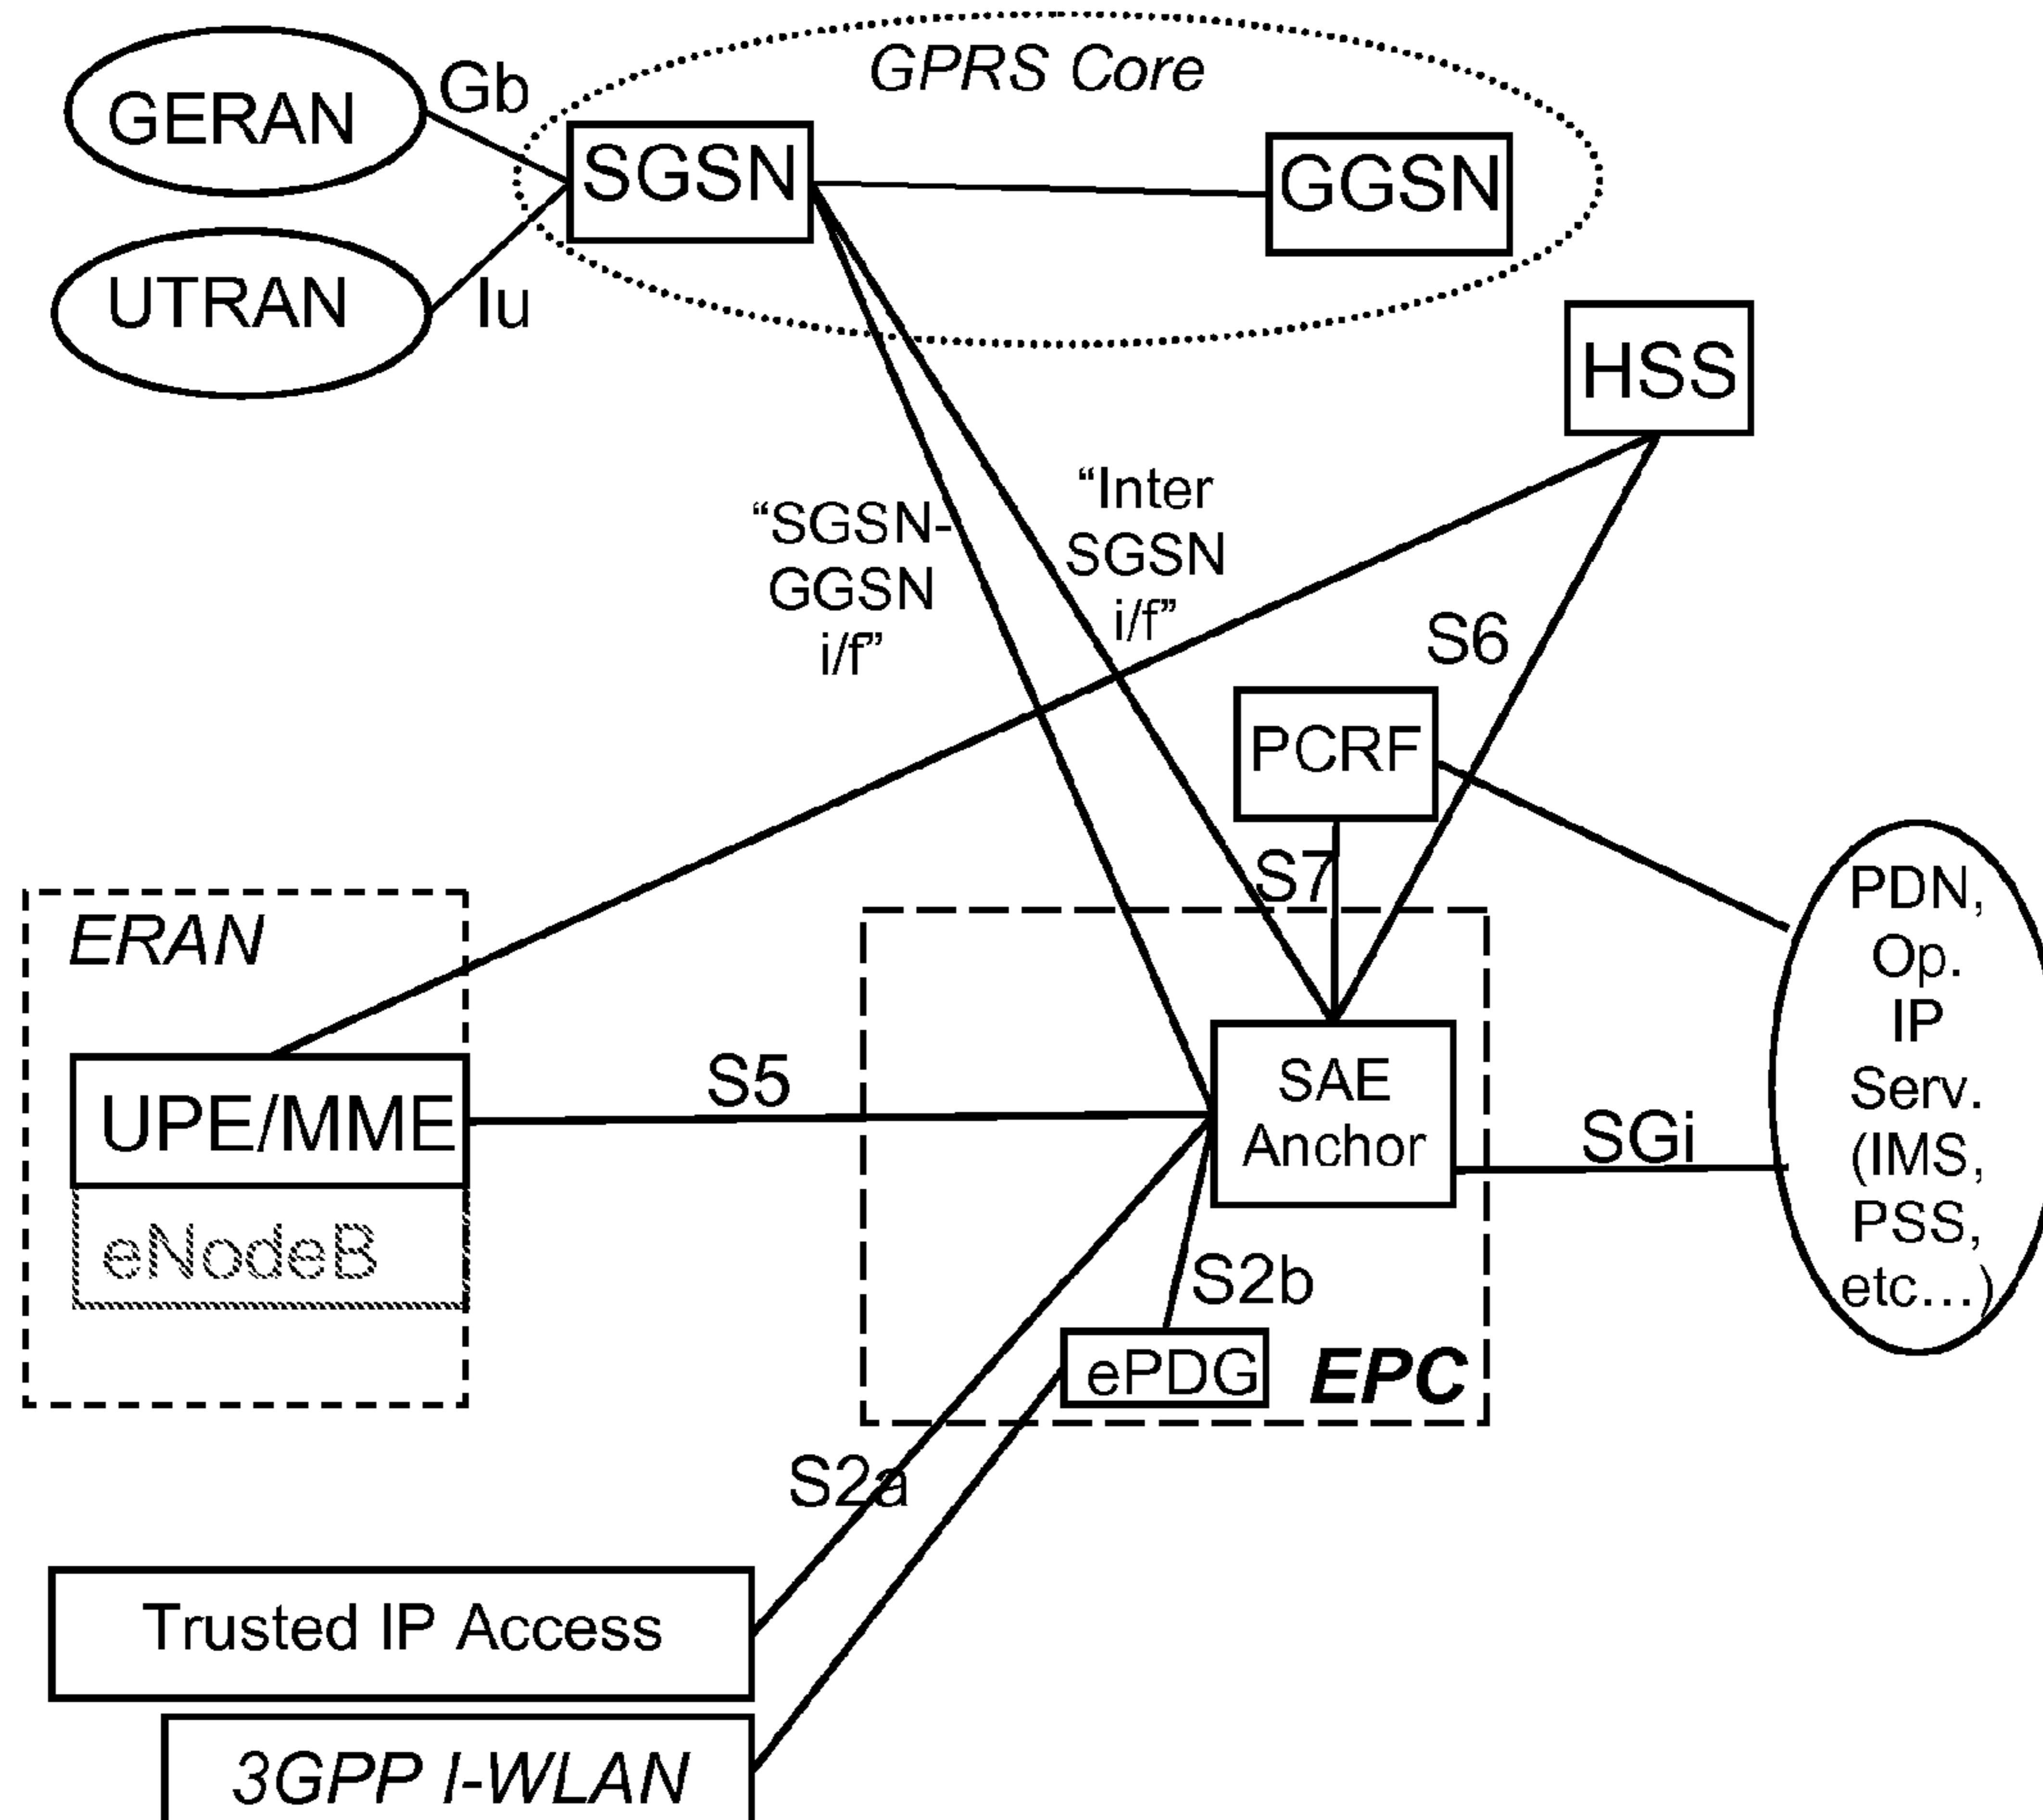 GPRS Core
GERAN
Gb
SGSN
GGSN
UTRAN
Iu
HSS
“SGSN-
GGSN
i/f”
“Inter
SGSN
i/f”
S6
PCRF
S7
PDN,
Op.
IP
Serv.
(IMS,
PSS,
etc...)
ERAN
UPE/MME
eNodeB
S5
SAE
Anchor
SGi
S2b
ePDG
EPC
S2a
Trusted IP Access
3GPP I-WLAN